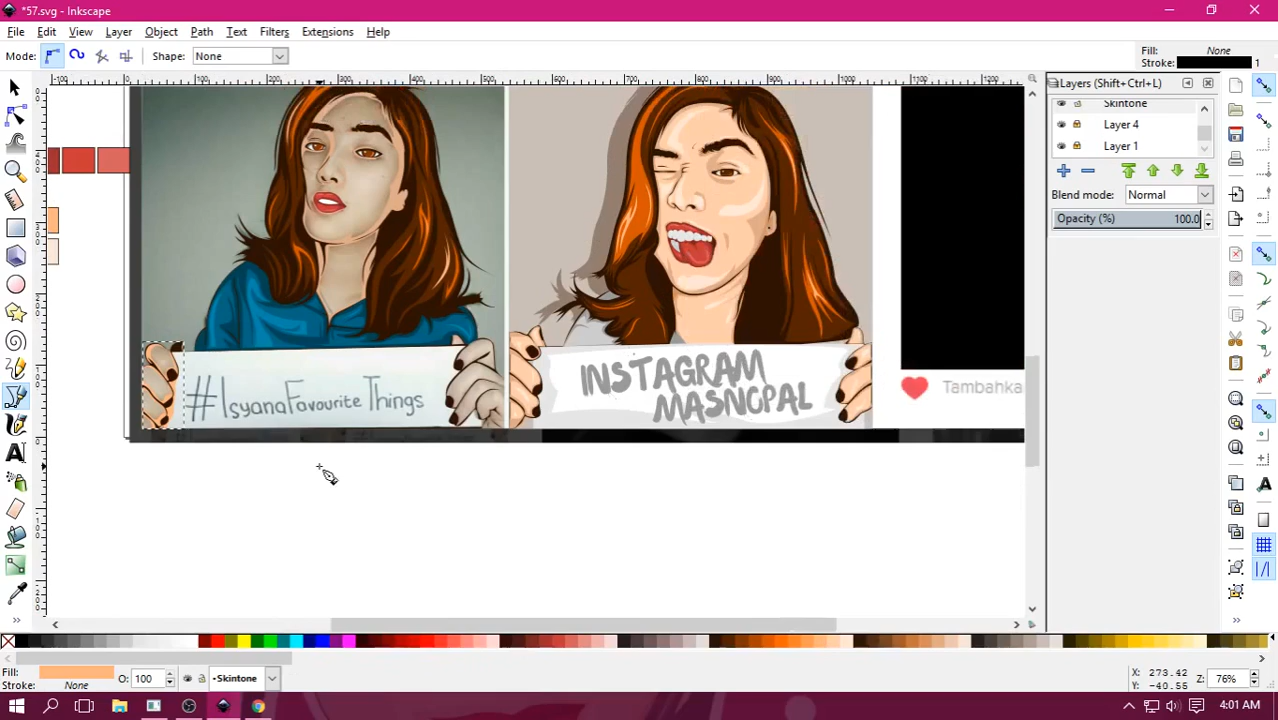 *57.svg - Inkscape
File Edit View Layer Object Path Text Filters Extensions Help
Mode: Shape: None
Fill: None
Stroke: 1
Layers (Shift+Ctrl+L)
Skintone
Layer 4
Layer 1
Blend mode: Normal
Opacity (%) 100.0
#IsyanaFavouriteThings
INSTAGRAM
MASNOPAL
Tambahka
Fill:
Stroke: None
O: 100
•Skintone
X: 273.42
Y: -40.55
Z: 76%
4:01 AM